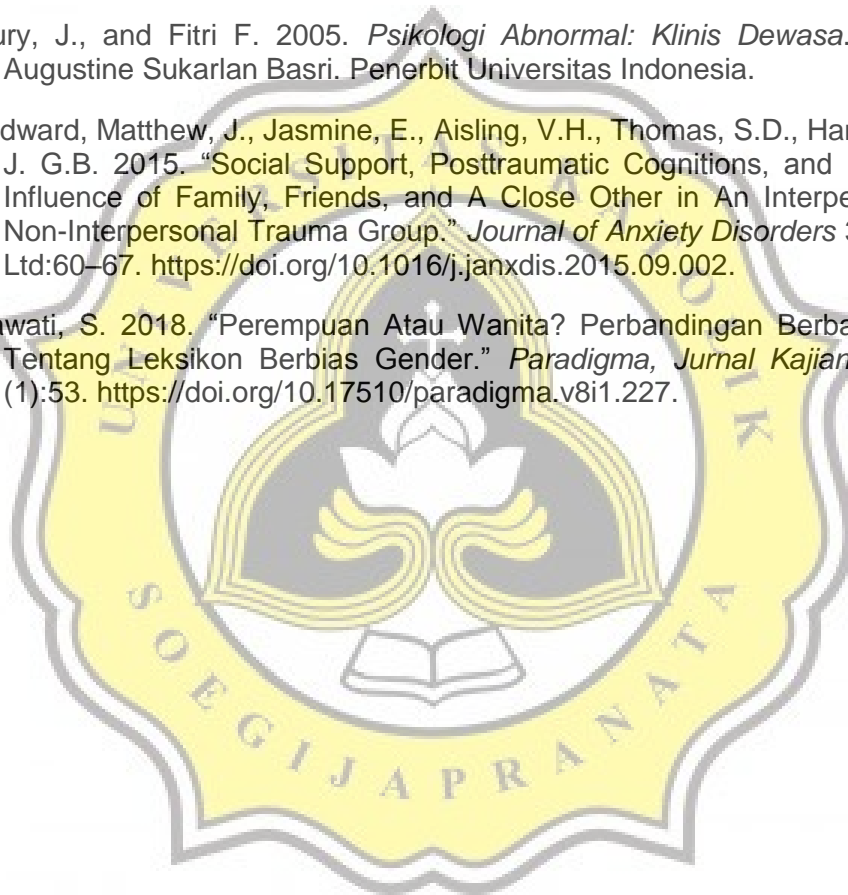 ury, J., and Fitri F. 2005. Psikologi Abnormal: Klinis Dewasa.
Augustine Sukarlan Basri. Penerbit Universitas Indonesia.
dward, Matthew, J., Jasmine, E., Aisling, V.H., Thomas, S.D., Har
J. G.B. 2015. “Social Support, Posttraumatic Cognitions, and
Influence of Family, Friends, and A Close Other in An Interpe
Non-Interpersonal Trauma Group.” Journal of Anxiety Disorders 3
Ltd:60–67. https://doi.org/10.1016/j.janxdis.2015.09.002.
awati, S. 2018. “Perempuan Atau Wanita? Perbandingan Berba
Tentang Leksikon Berbias Gender.” Paradigma, Jurnal Kajian
(1):53. https://doi.org/10.17510/paradigma.v8i1.227.
UNIVERSITAS KATOLIK
SOEGIJAPRANATA